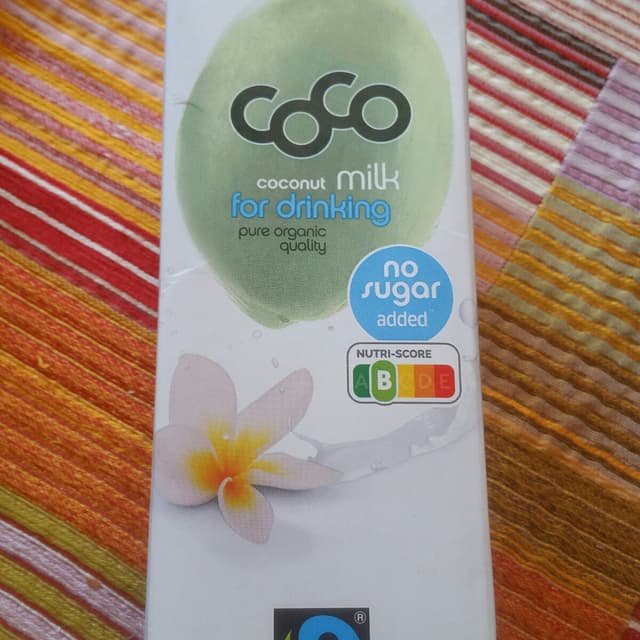 coco
coconut milk
for drinking
pure organic
quality
no
sugar
added
NUTRI-SCORE
A B C D E
®